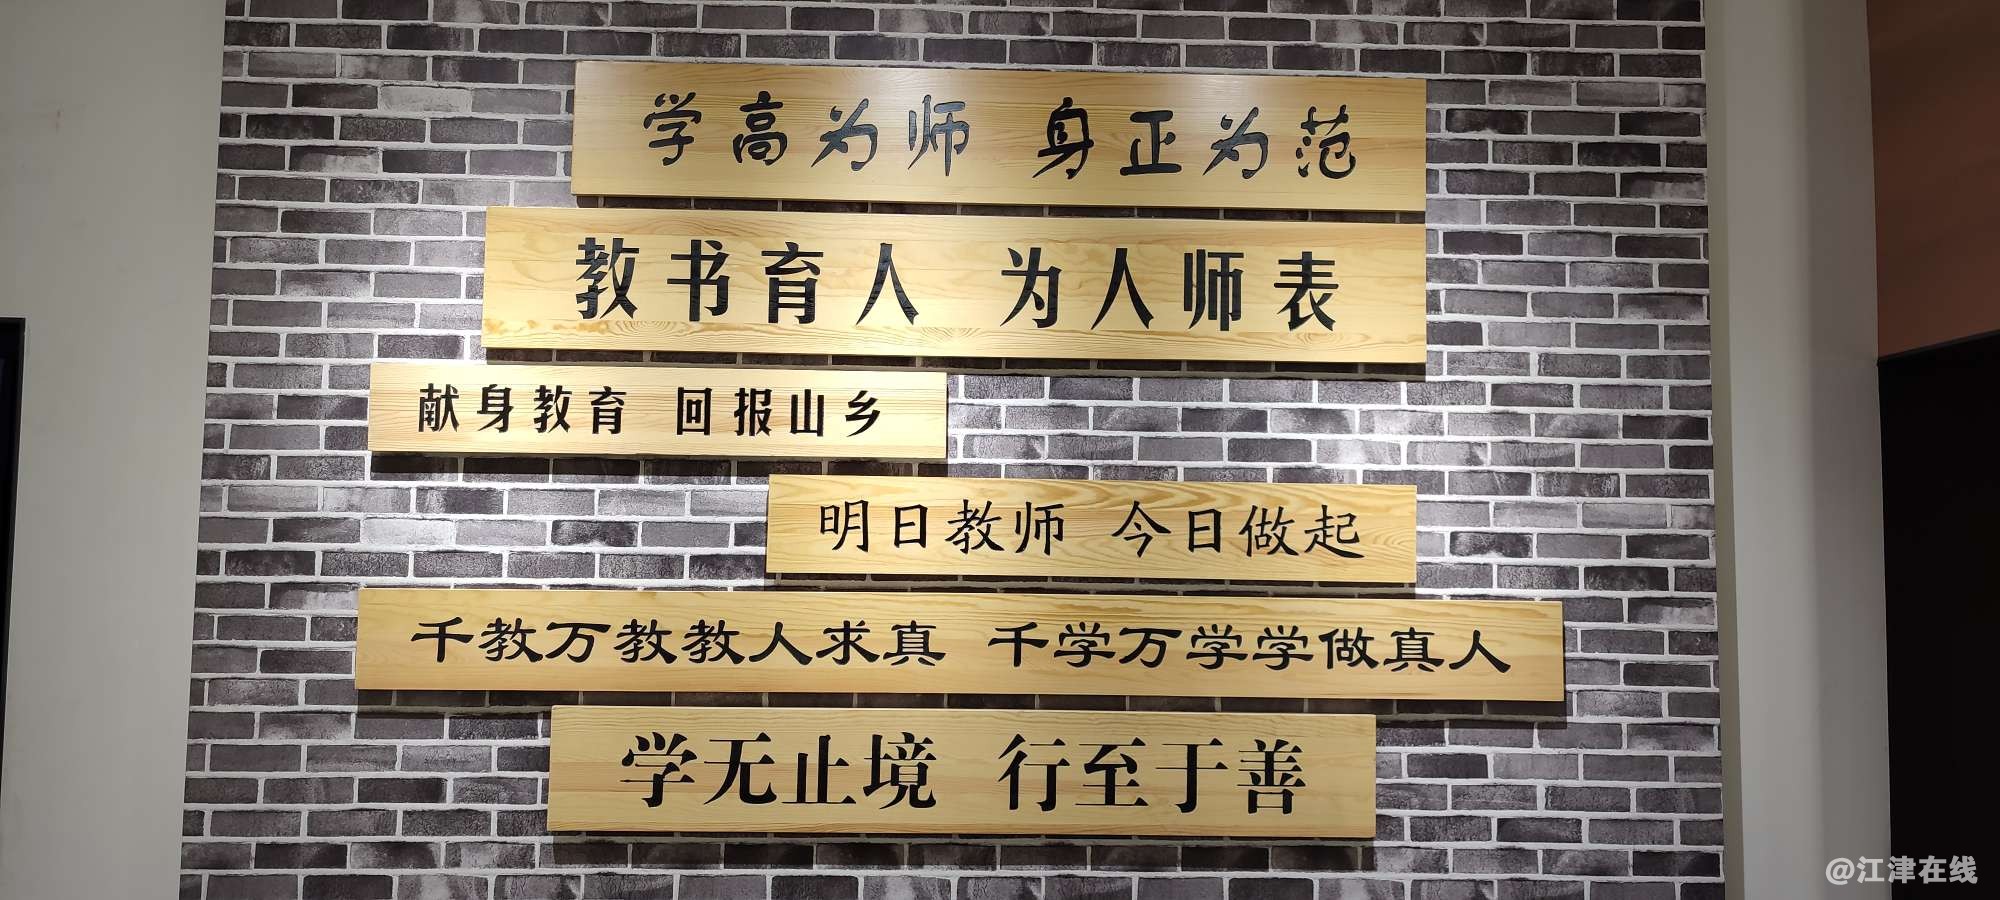 学高为师 身正为范
教书育人 为人师表
献身教育 回报山乡
明日教师 今日做起
千教万教教人求真 千学万学学做真人
学无止境 行至于善
@江津在线